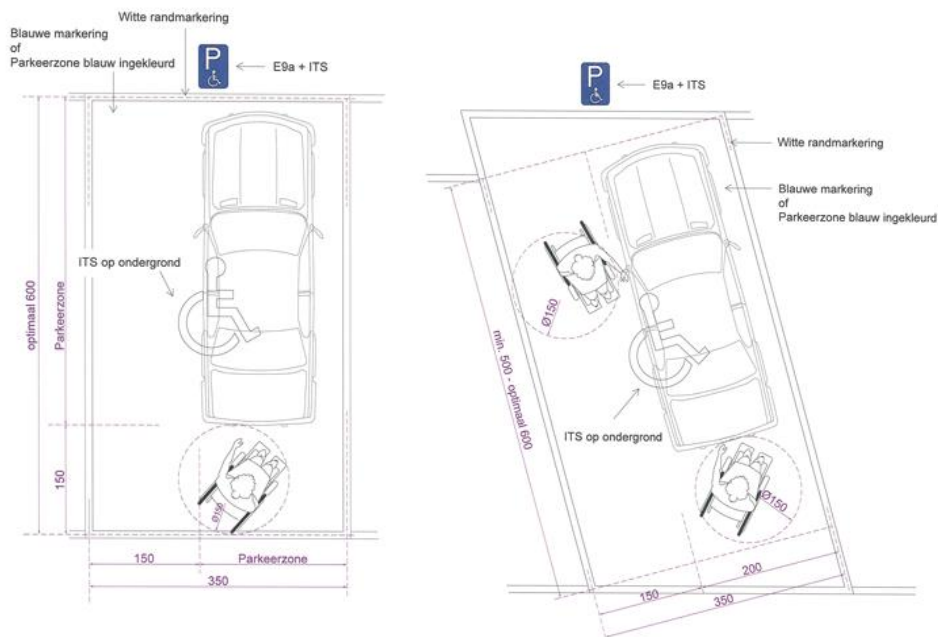 Witte randmarkering
Blauwe markering
of
Parkeerzone blauw ingekleurd
P
E9a + ITS
ITS op ondergrond
optimaal 600
Parkeerzone
150
Ø150
150
Parkeerzone
350
P
E9a + ITS
Witte randmarkering
Blauwe markering
of
Parkeerzone blauw ingekleurd
Ø150
min. 500 - optimaal 600
ITS op ondergrond
Ø150
150
200
350